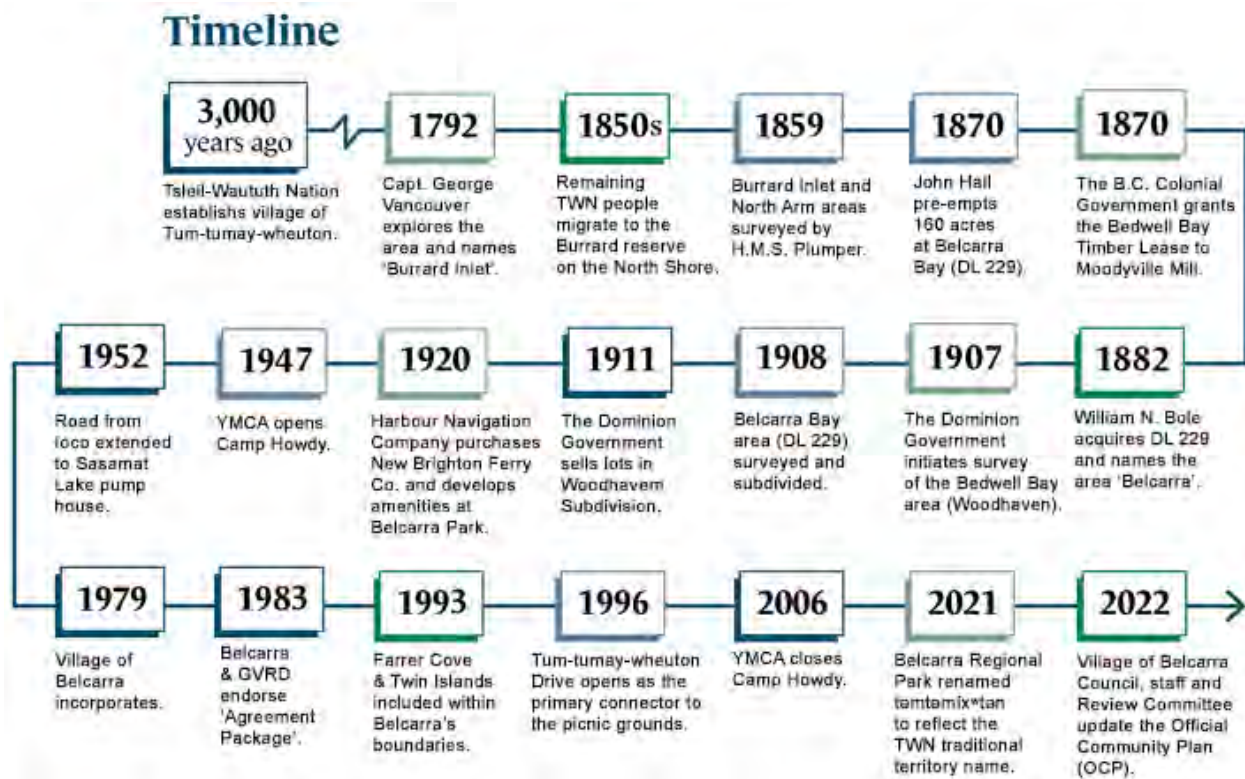 Timeline
3,000
years ago
Tsleil-Waututh Nation
establishs village of
Tum-tumay-wheuton.
1792
Capt. George
Vancouver
explores the
area and names
'Burrard Inlet'.
1850s
Remaining
TWN people
migrate to the
Burrard reserve
on the North Shore.
1859
Burrard Inlet and
North Arm areas
surveyed by
H.M.S. Plumper.
1870
John Hall
pre-empts
160 acres
at Belcarra
Bay (DL 229)
1870
The B.C. Colonial
Government grants
the Bedwell Bay
Timber Lease to
Moodyville Mill.
1882
William N. Bole
acquires DL 229
and names the
area 'Belcarra'.
1907
The Dominion
Government
initiates survey
of the Bedwell Bay
area (Woodhaven).
1908
Belcarra Bay
area (DL 229)
surveyed and
subdivided.
1911
The Dominion
Government
sells lots in
Woodhavem
Subdivision.
1920
Harbour Navigation
Company purchases
New Brighton Ferry
Co. and develops
amenities at
Belcarra Park.
1947
YMCA opens
Camp Howdy.
1952
Road from
Ioco extended
to Sasamat
Lake pump
house.
1979
Village of
Belcarra
incorporates.
1983
Belcarra
& GVRD
endorse
'Agreement
Package'.
1993
Farrer Cove
& Twin Islands
included within
Belcarra's
boundaries.
1996
Tum-tumay-wheuton
Drive opens as the
primary connector to
the picnic grounds.
2006
YMCA closes
Camp Howdy.
2021
Belcarra Regional
Park renamed
təmtəmíxʷtən
to reflect the
TWN traditional
territory name.
2022
Village of Belcarra
Council, staff and
Review Committee
update the Official
Community Plan
(OCP).